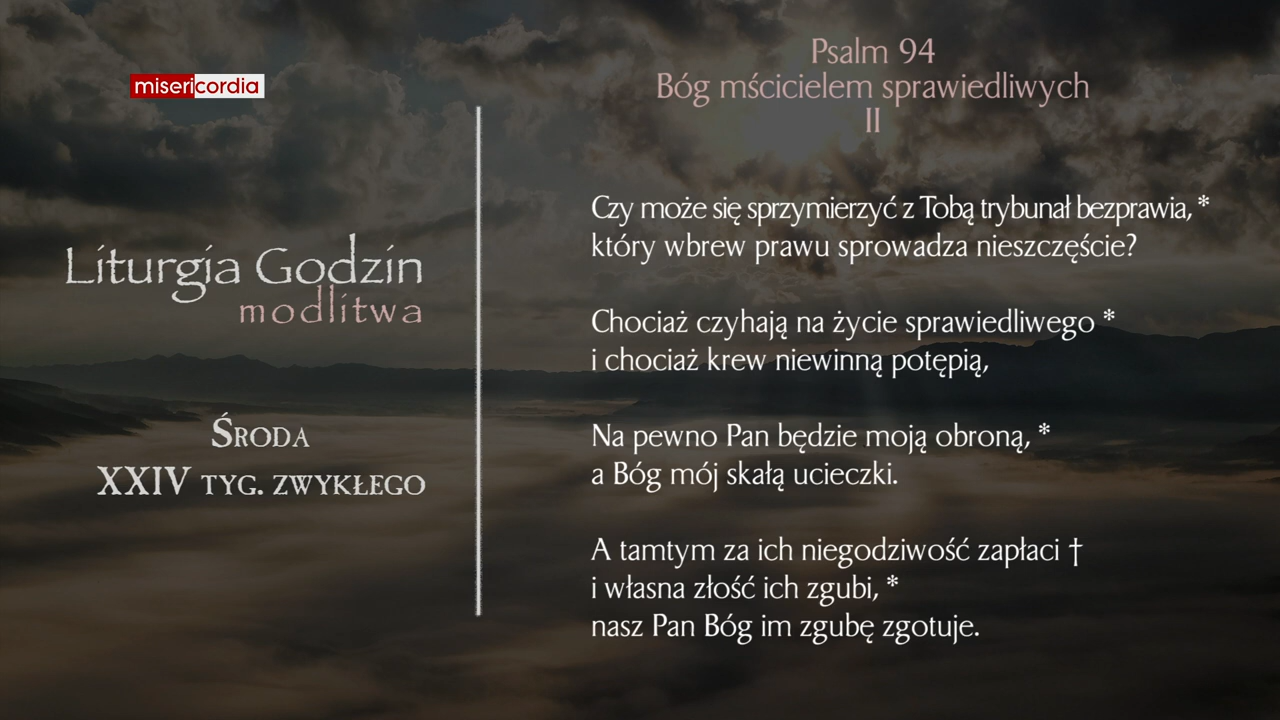 misericordia
Liturgia Godzin
modlitwa
Środa
XXIV tyg. zwykłego
Psalm 94
Bóg mścicielem sprawiedliwych
II
Czy może się sprzymierzyć z Tobą trybunał bezprawia, *
który wbrew prawu sprowadza nieszczęście?
Chociaż czyhają na życie sprawiedliwego *
i chociaż krew niewinną potępią,
Na pewno Pan będzie moją obroną, *
a Bóg mój skałą ucieczki.
A tamtym za ich niegodziwość zapłaci †
i własna złość ich zgubi, *
nasz Pan Bóg im zgubę zgotuje.